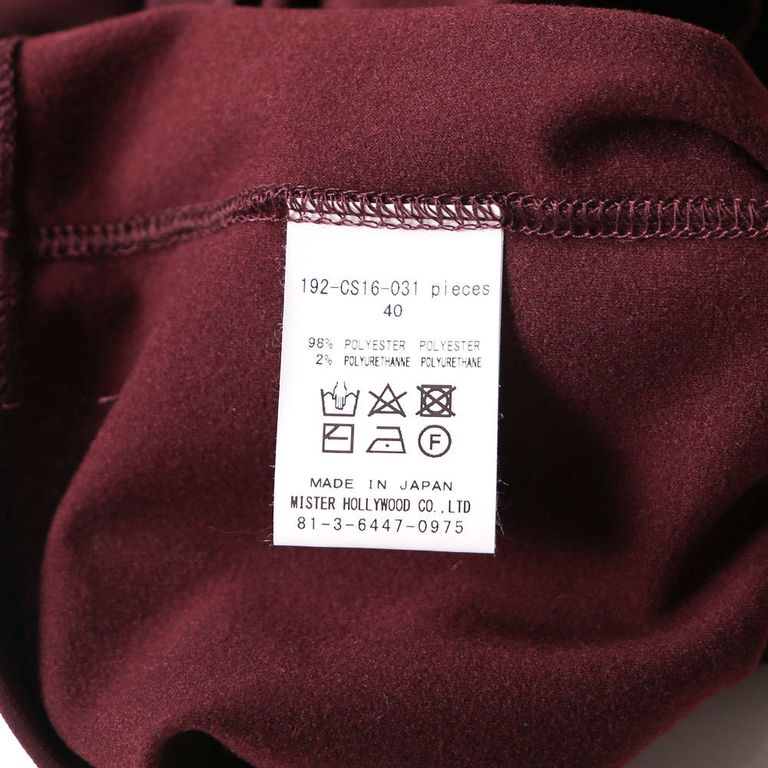 192-CS16-031 pieces
40
98% POLYESTER POLYESTER
2% POLYURETHANNE POLYURETHANE
F
MADE IN JAPAN
MISTER HOLLYWOOD CO.,LTD
81-3-6447-0975